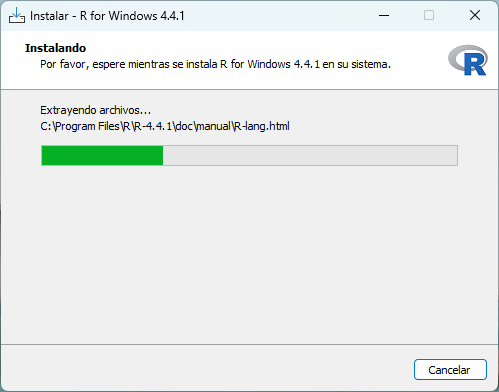 Instalar - R for Windows 4.4.1
Instalando
Por favor, espere mientras se instala R for Windows 4.4.1 en su sistema.
R
Extrayendo archivos...
C:\Program Files\R\R-4.4.1\doc\manual\R-lang.html
Cancelar